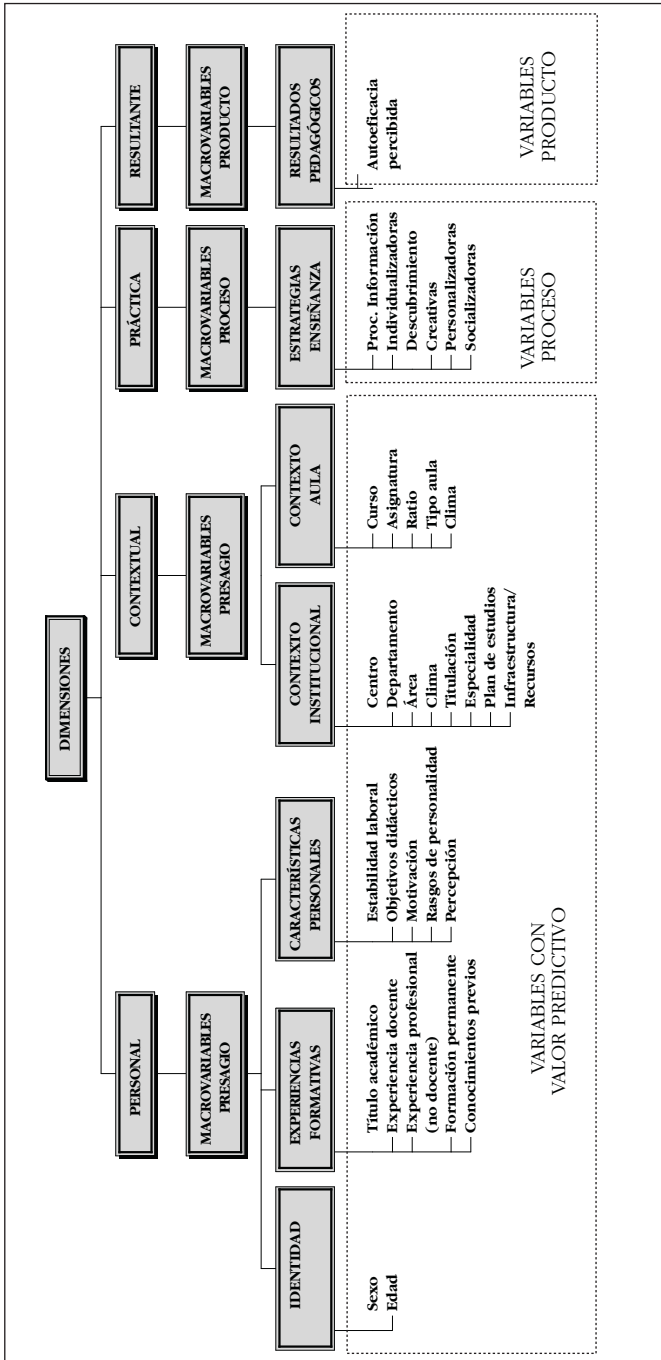 DIMENSIONES
PERSONAL
CONTEXTUAL
PRÁCTICA
RESULTANTE
MACROVARIABLES
PRESAGIO
MACROVARIABLES
PRESAGIO
MACROVARIABLES
PROCESO
MACROVARIABLES
PRODUCTO
IDENTIDAD
EXPERIENCIAS
FORMATIVAS
CARACTERÍSTICAS
PERSONALES
CONTEXTO
INSTITUCIONAL
CONTEXTO
AULA
ESTRATEGIAS
ENSEÑANZA
RESULTADOS
PEDAGÓGICOS
Sexo
Edad
Título académico
Experiencia docente
Experiencia profesional
(no docente)
Formación permanente
Conocimientos previos
Estabilidad laboral
Objetivos didácticos
Motivación
Rasgos de personalidad
Percepción
Centro
Departamento
Área
Clima
Titulación
Especialidad
Plan de estudios
Infraestructura/
Recursos
Curso
Asignatura
Ratio
Tipo aula
Clima
Proc. Información
Individualizadoras
Descubrimiento
Creativas
Personalizadoras
Socializadoras
Autoeficacia
percibida
VARIABLES CON
VALOR PREDICTIVO
VARIABLES
PROCESO
VARIABLES
PRODUCTO